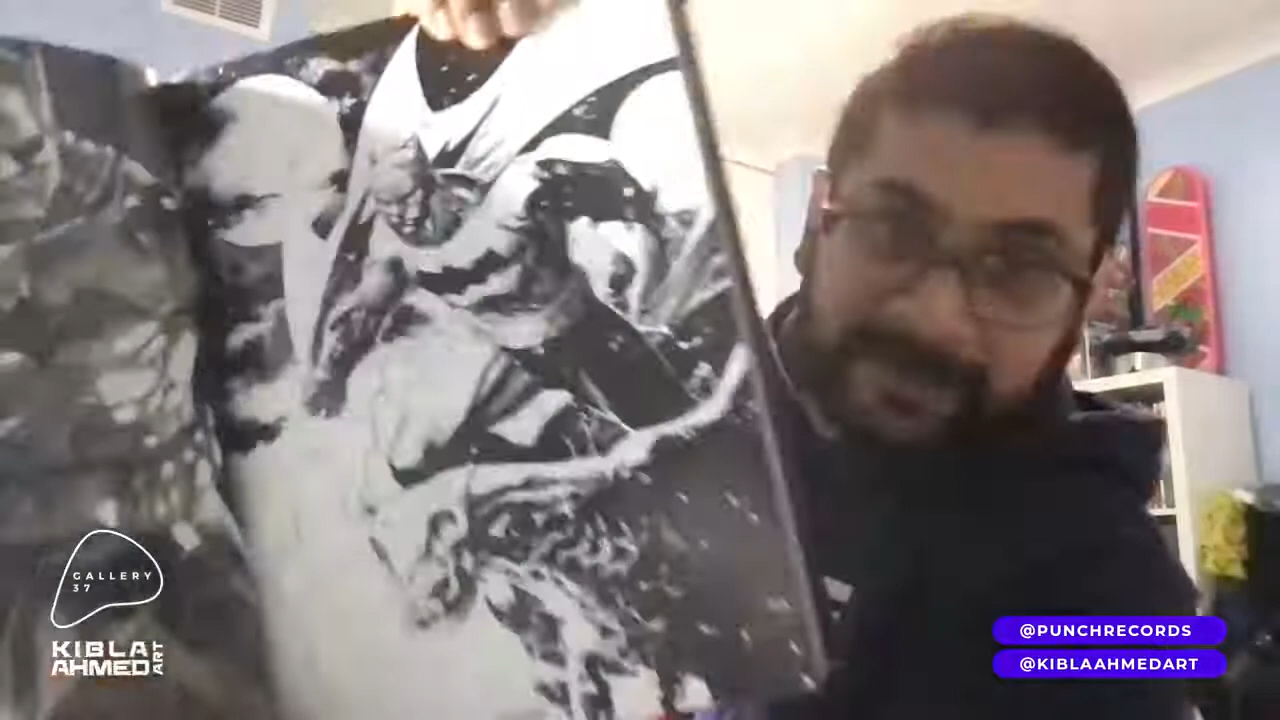 GALLERY
37
KIBLA
AHMED
ART
@PUNCHRECORDS
@KIBLAAHMEDART